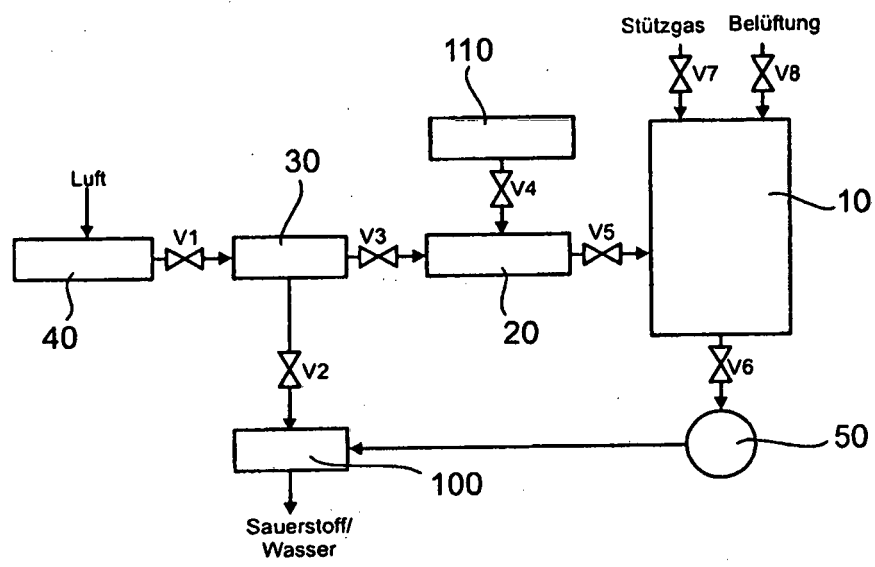 Stützgas
Belüftung
V7
V8
110
Luft
30
V4
10
V1
V3
V5
40
20
V2
V6
50
100
Sauerstoff/
Wasser